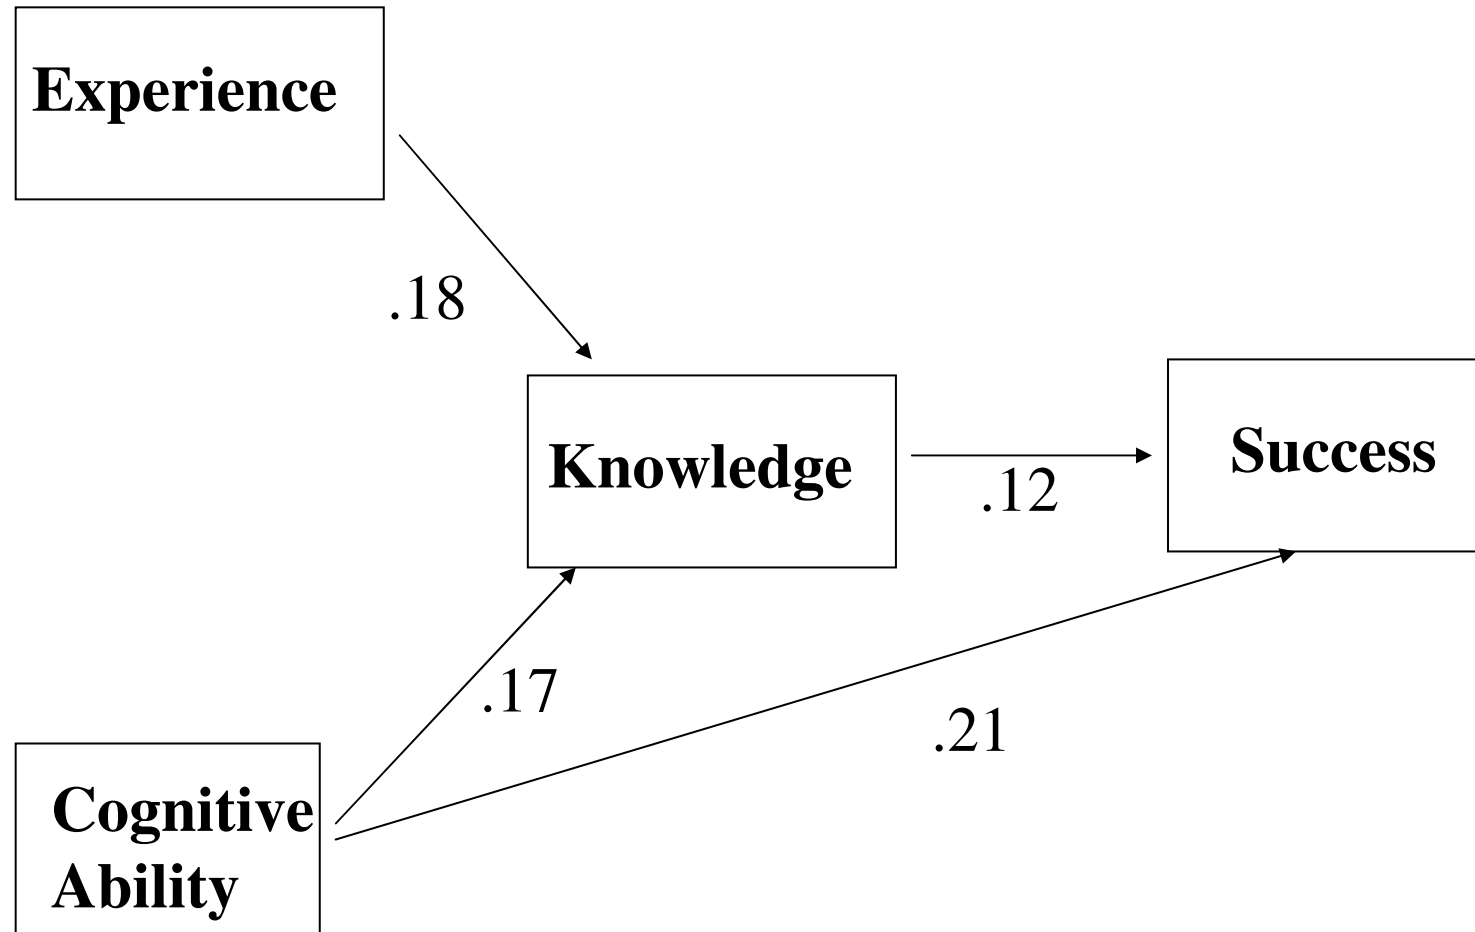 Experience
.18
Success
Knowledge
.12
.17
.21
Cognitive
Ability